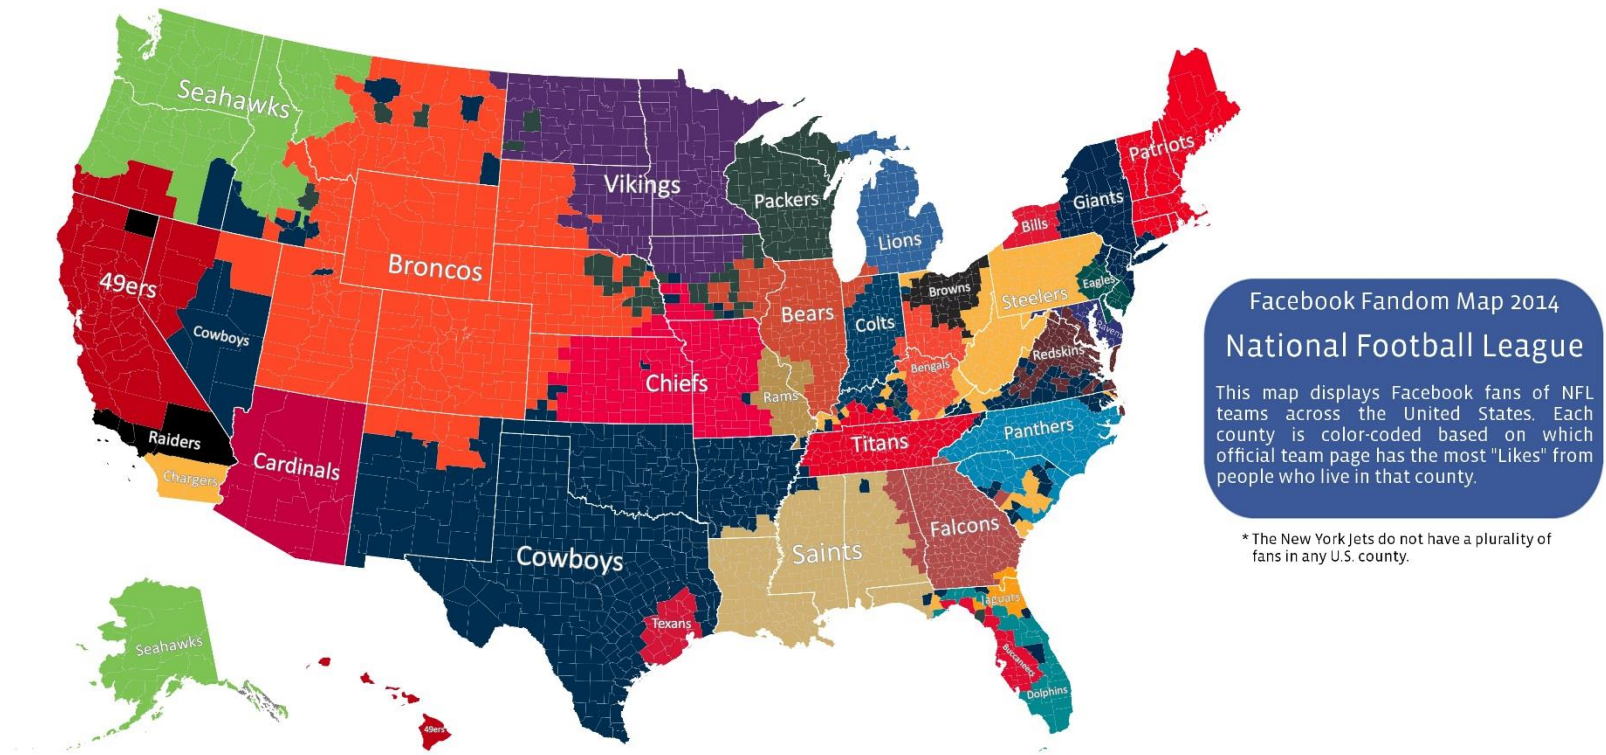 Seahawks
Vikings
Patriots
Packers
Giants
Lions
Bills
Broncos
49ers
Browns
Steelers
Eagles
Bears
Colts
Ravens
Cowboys
Redskins
Bengals
Chiefs
Rams
Raiders
Titans
Panthers
Cardinals
Chargers
Falcons
Saints
Cowboys
Jaguars
Texans
Seahawks
Buccaneers
Dolphins
49ers
Facebook Fandom Map 2014
National Football League
This map displays Facebook fans of NFL
teams across the United States. Each
county is color-coded based on which
official team page has the most "Likes" from
people who live in that county.
* The New York Jets do not have a plurality of
fans in any U.S. county.